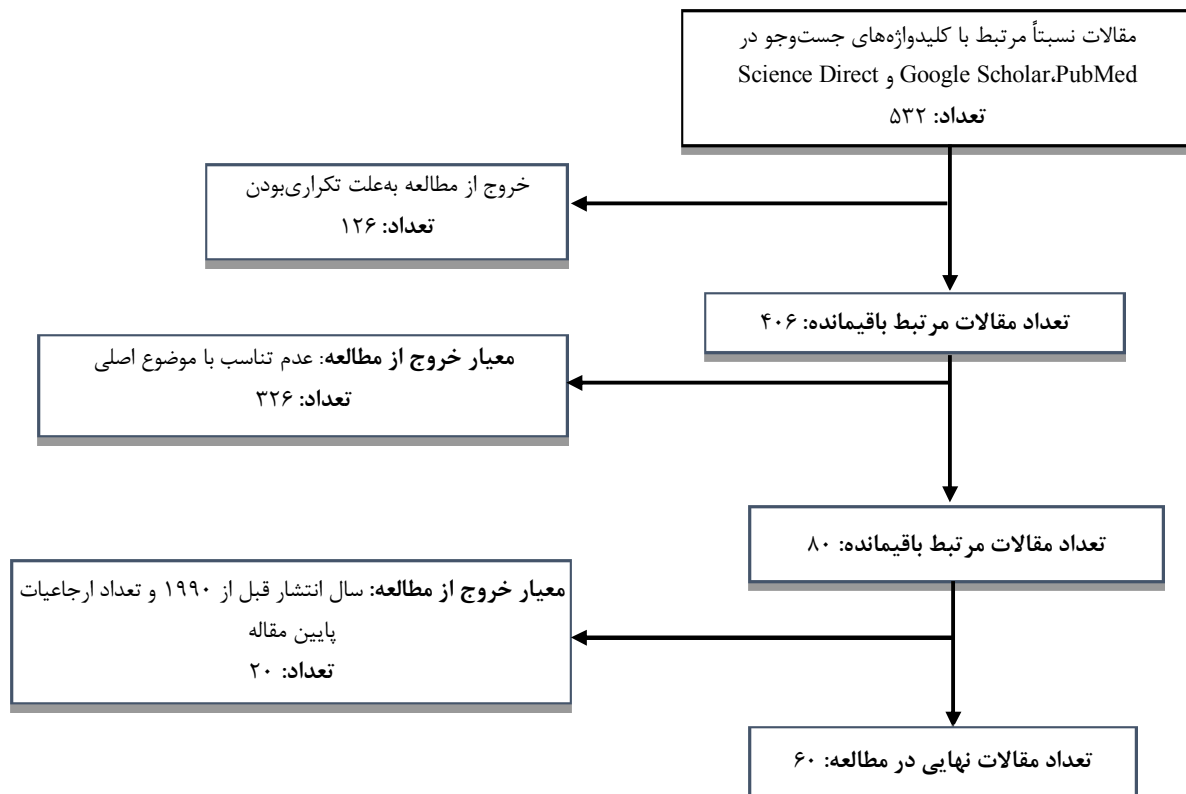 مقالات نسبتاً مرتبط با کلیدواژه‌های جست‌وجو در
Google Scholar،PubMed و Science Direct
تعداد: ۵۳۲
خروج از مطالعه به‌علت تکراری‌بودن
تعداد: ۱۲۶
تعداد مقالات مرتبط باقیمانده: ۴۰۶
معیار خروج از مطالعه: عدم تناسب با موضوع اصلی
تعداد: ۳۲۶
تعداد مقالات مرتبط باقیمانده: ۸۰
معیار خروج از مطالعه: سال انتشار قبل از ۱۹۹۰ و تعداد ارجاعیات
پایین مقاله
تعداد: ۲۰
تعداد مقالات نهایی در مطالعه: ۶۰